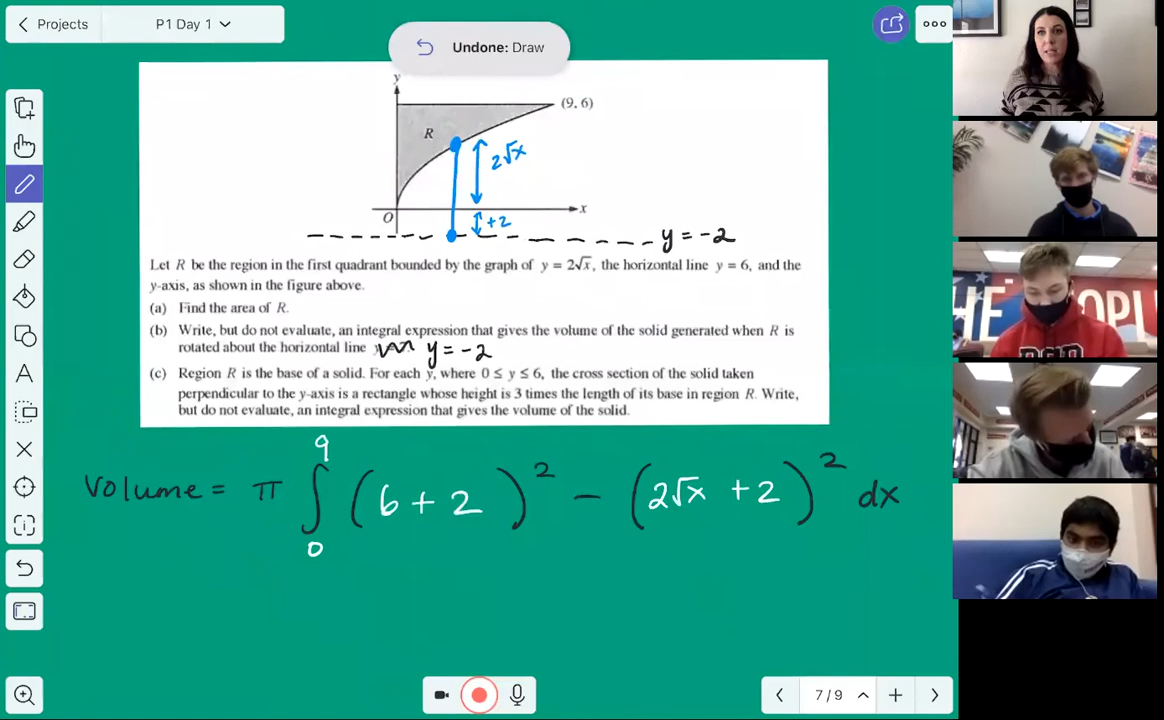 Projects
P1 Day 1
Undone: Draw
y
(9, 6)
R
2√x
O
x
+2
y = -2
Let R be the region in the first quadrant bounded by the graph of y = 2√x, the horizontal line y = 6, and the
y-axis, as shown in the figure above.
(a) Find the area of R.
(b) Write, but do not evaluate, an integral expression that gives the volume of the solid generated when R is
rotated about the horizontal line y = -2
(c) Region R is the base of a solid. For each y, where 0 ≤ y ≤ 6, the cross section of the solid taken
perpendicular to the y-axis is a rectangle whose height is 3 times the length of its base in region R. Write,
but do not evaluate, an integral expression that gives the volume of the solid.
Volume = π ∫₀⁹ (6 + 2)² - (2√x + 2)² dx
A
7 / 9